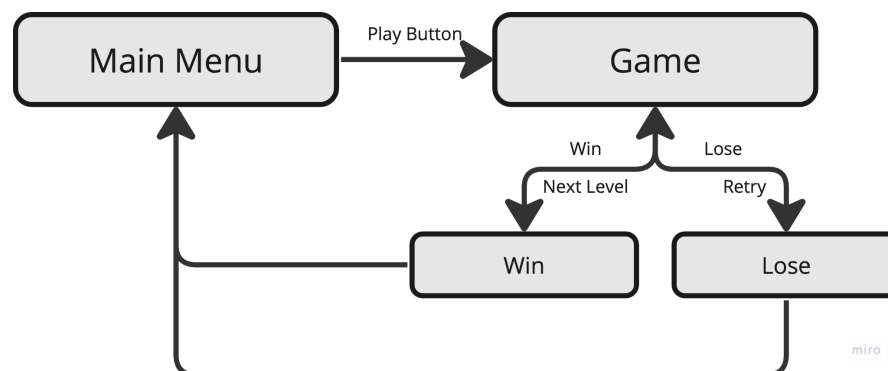 Main Menu
Play Button
Game
Win
Lose
Next Level
Retry
Win
Lose
miro